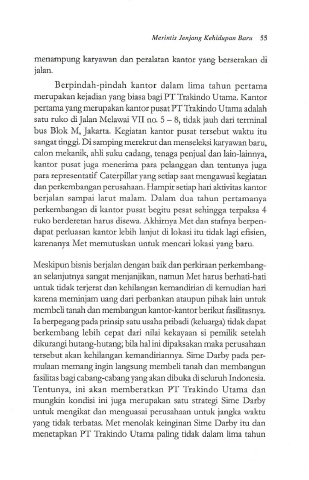 Merintis Jenjang Kehidupan Baru 55
menampung karyawan dan peralatan kantor yang berserakan di
jalan.
Berpindah-pindah kantor dalam lima tahun pertama
merupakan kejadian yang biasa bagi PT Trakindo Utama. Kantor
pertama yang merupakan kantor pusat PT Trakindo Utama adalah
satu ruko di Jalan Melawai VII no. 5 – 8, tidak jauh dari terminal
bus Blok M, Jakarta. Kegiatan kantor pusat tersebut waktu itu
sangat tinggi. Di samping merekrut dan menseleksi karyawan baru,
calon mekanik, ahli suku cadang, tenaga penjual dan lain-lainnya,
kantor pusat juga menerima para pelanggan dan tentunya juga
para representatif Caterpillar yang setiap saat mengawasi kegiatan
dan perkembangan perusahaan. Hampir setiap hari aktivitas kantor
berjalan sampai larut malam. Dalam dua tahun pertamanya
perkembangan di kantor pusat begitu pesat sehingga terpaksa 4
ruko berderetan harus disewa. Akhirnya Met dan stafnya berpen-
dapat perluasan kantor lebih lanjut di lokasi itu tidak lagi efisien,
karenanya Met memutuskan untuk mencari lokasi yang baru.
Meskipun bisnis berjalan dengan baik dan perkiraan perkembang-
an selanjutnya sangat menjanjikan, namun Met harus berhati-hati
untuk tidak terjerat dan kehilangan kemandirian di kemudian hari
karena meminjam uang dari perbankan ataupun pihak lain untuk
membeli tanah dan membangun kantor-kantor berikut fasilitasnya.
Ia berpegang pada prinsip satu usaha pribadi (keluarga) tidak dapat
berkembang lebih cepat dari nilai kekayaan si pemilik setelah
dikurangi hutang-hutang; bila hal ini dipaksakan maka perusahaan
tersebut akan kehilangan kemandiriannya. Sime Darby pada per-
mulaan memang ingin langsung membeli tanah dan membangun
fasilitas bagi cabang-cabang yang akan dibuka di seluruh Indonesia.
Tentunya, ini akan memberatkan PT Trakindo Utama dan
mungkin kondisi ini juga merupakan satu strategi Sime Darby
untuk mengikat dan menguasai perusahaan untuk jangka waktu
yang tidak terbatas. Met menolak keinginan Sime Darby itu dan
menetapkan PT Trakindo Utama paling tidak dalam lima tahun